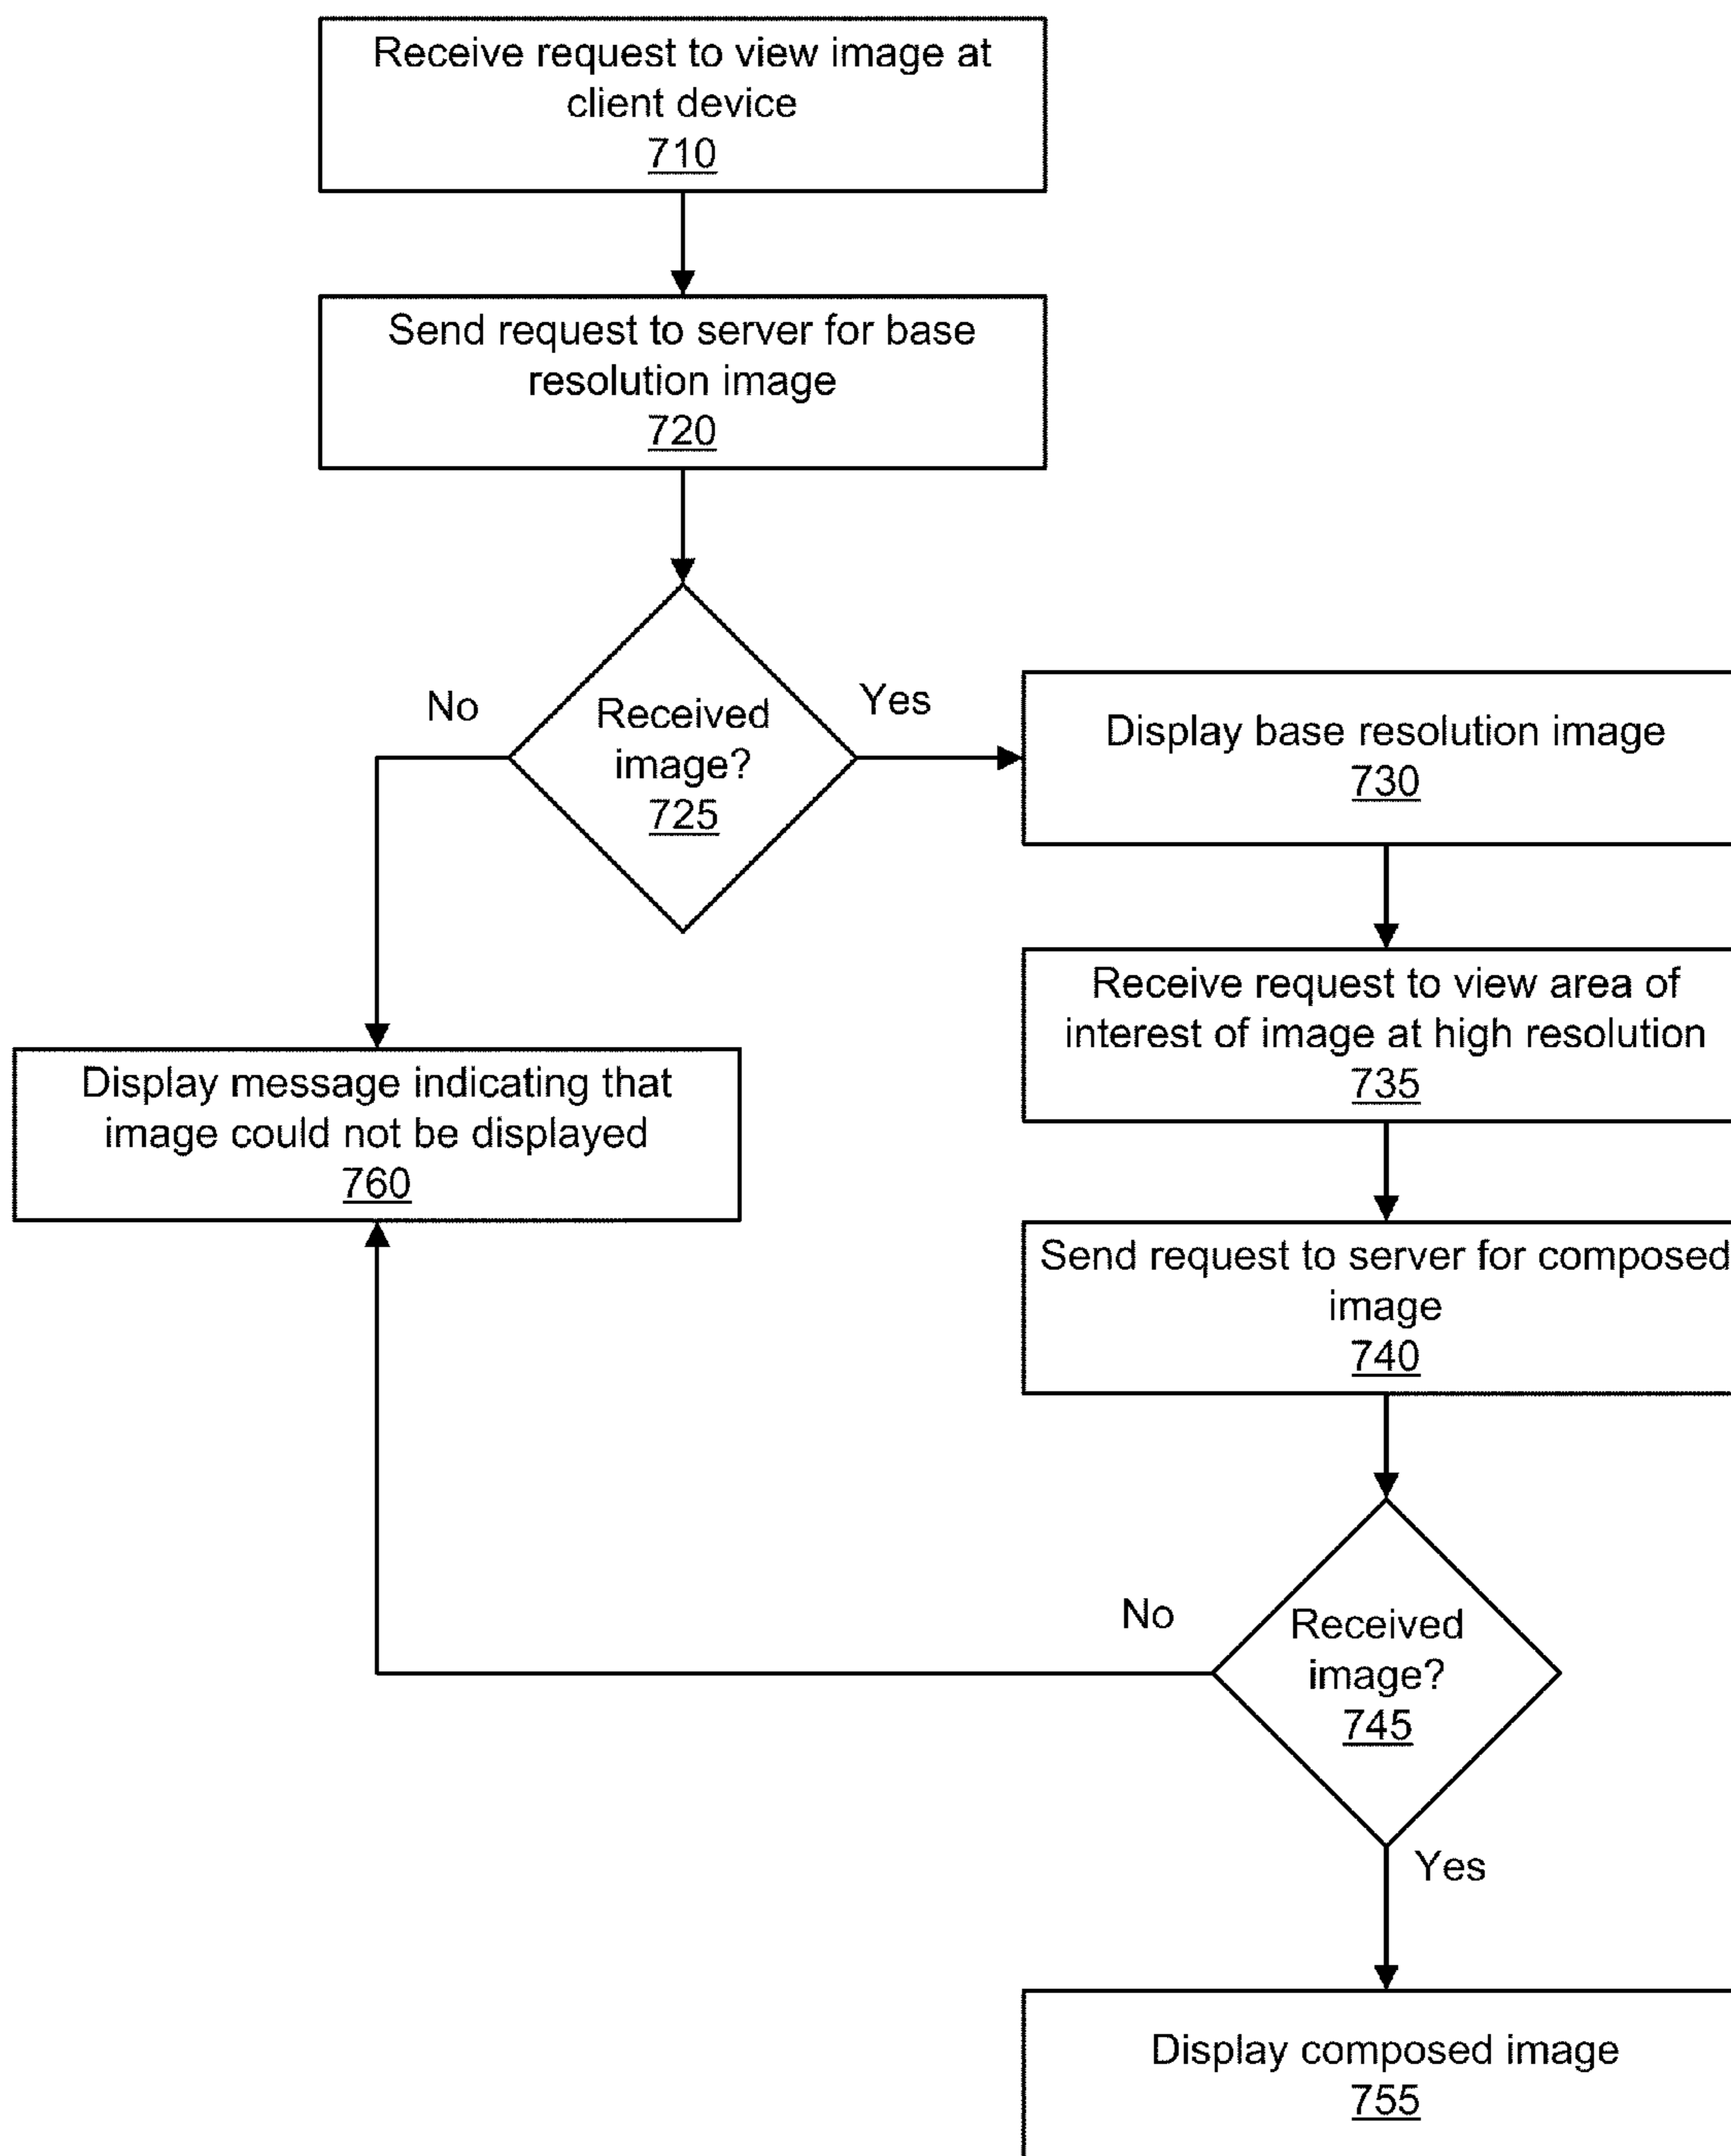 Receive request to view image at
client device
710
Send request to server for base
resolution image
720
No
Received
image?
725
Yes
Display base resolution image
730
Receive request to view area of
interest of image at high resolution
735
Display message indicating that
image could not be displayed
760
Send request to server for composed
image
740
No
Received
image?
745
Yes
Display composed image
755